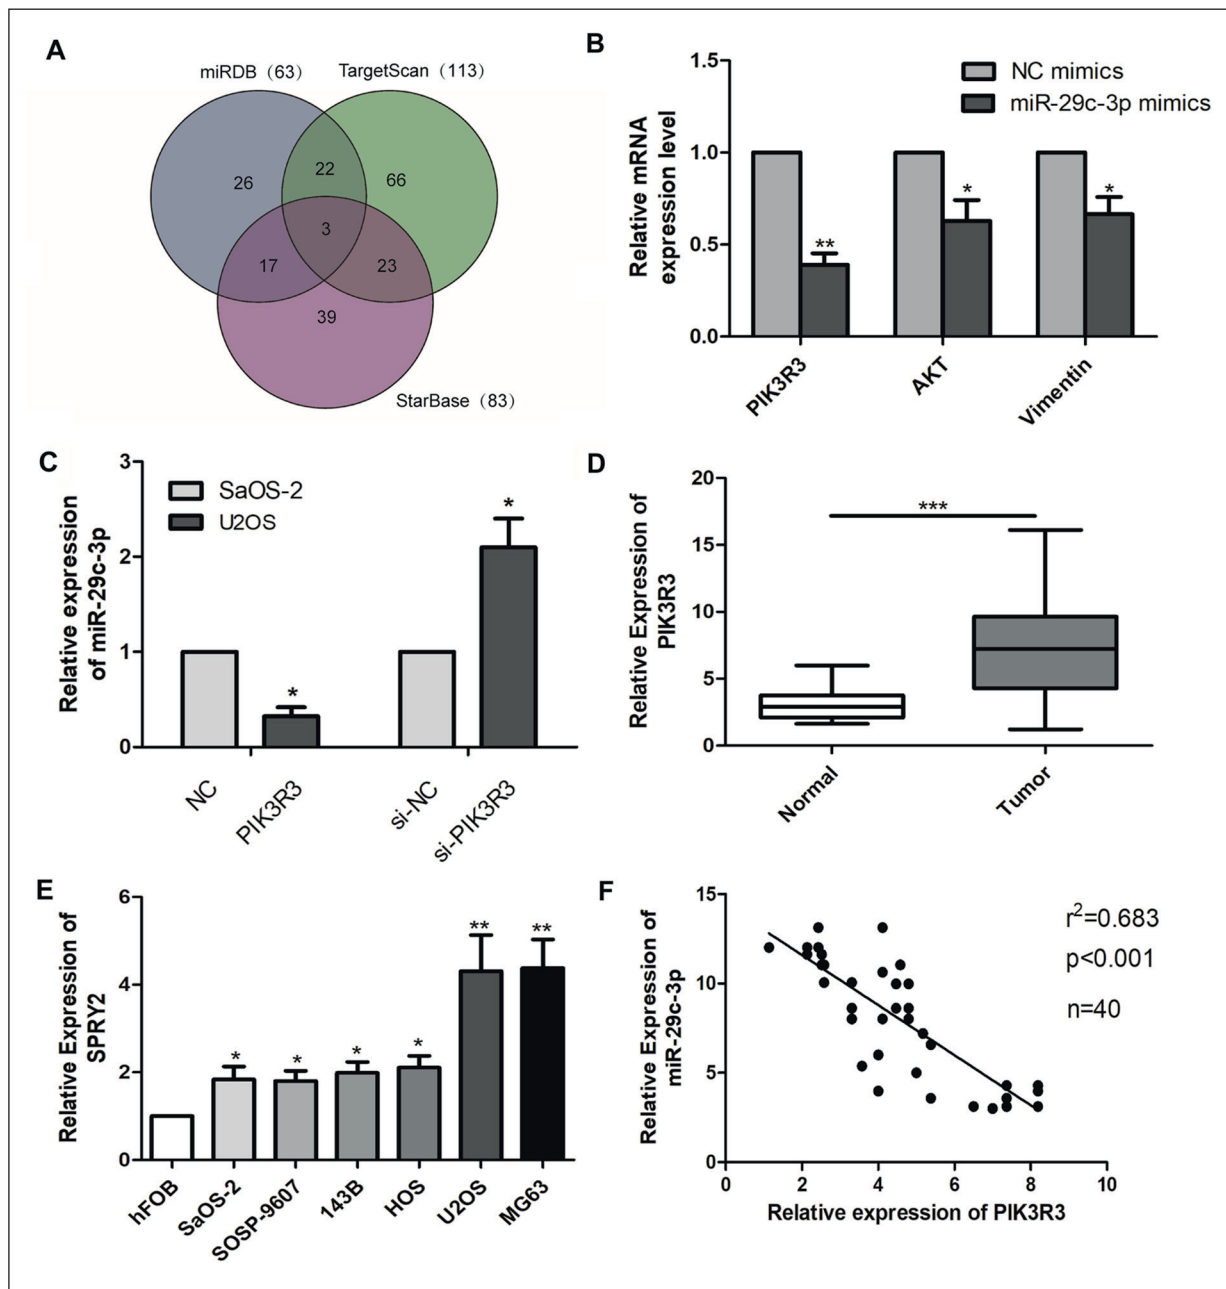 A
miRDB (63)
TargetScan (113)
26
22
66
3
17
23
39
StarBase (83)
B
Relative mRNA
expression level
1.5
1.0
0.5
0.0
NC mimics
miR-29c-3p mimics
**
*
*
PIK3R3
AKT
Vimentin
C
Relative expression
of miR-29c-3p
3
2
1
0
SaOS-2
U2OS
*
*
NC
PIK3R3
si-NC
si-PIK3R3
D
Relative Expression of
PIK3R3
20
15
10
5
0
***
Normal
Tumor
E
Relative Expression of
SPRY2
6
4
2
0
*
*
*
*
**
**
hFOB
SaOS-2
SOSP-9607
143B
HOS
U2OS
MG63
F
Relative Expression of
miR-29c-3p
15
10
5
0
r²=0.683
p<0.001
n=40
0
2
4
6
8
10
Relative expression of PIK3R3